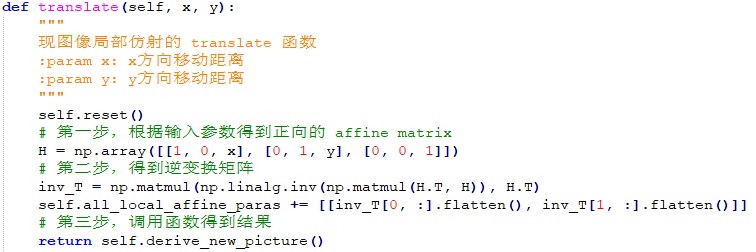 def translate(self, x, y):
"""
现图像局部仿射的 translate 函数
:param x: x方向移动距离
:param y: y方向移动距离
"""
self.reset()
# 第一步，根据输入参数得到正向的 affine matrix
H = np.array([[1, 0, x], [0, 1, y], [0, 0, 1]])
# 第二步，得到逆变换矩阵
inv_T = np.matmul(np.linalg.inv(np.matmul(H.T, H)), H.T)
self.all_local_affine_paras += [[inv_T[0, :].flatten(), inv_T[1, :].flatten()]]
# 第三步，调用函数得到结果
return self.derive_new_picture()